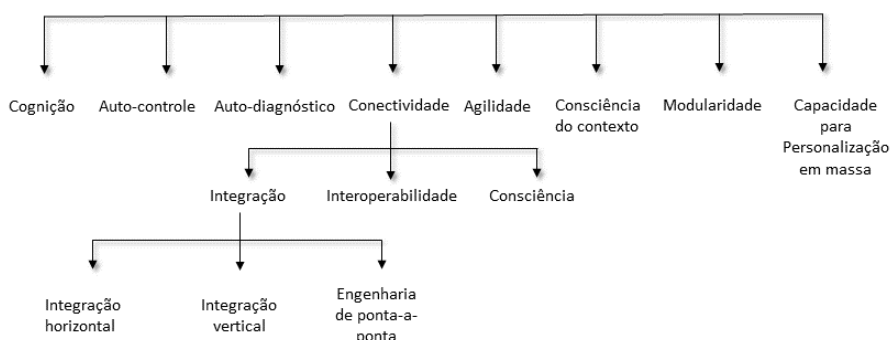 Cognição
Auto-controle
Auto-diagnóstico
Conectividade
Agilidade
Consciência
do contexto
Modularidade
Capacidade
para
Personalização
em massa
Integração
Interoperabilidade
Consciência
Integração
horizontal
Integração
vertical
Engenharia
de ponta-a-
ponta